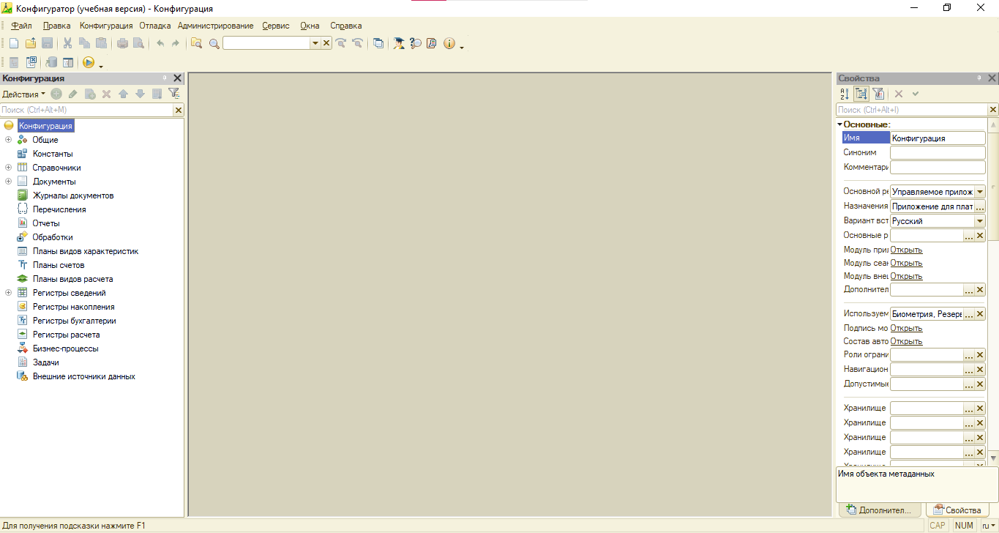 Конфигуратор (учебная версия) - Конфигурация
Файл Правка Конфигурация Отладка Администрирование Сервис Окна Справка
Конфигурация
Действия
Поиск (Ctrl+Alt+M)
Конфигурация
Общие
Константы
Справочники
Документы
Журналы документов
Перечисления
Отчеты
Обработки
Планы видов характеристик
Планы счетов
Планы видов расчета
Регистры сведений
Регистры накопления
Регистры бухгалтерии
Регистры расчета
Бизнес-процессы
Задачи
Внешние источники данных
Свойства
Поиск (Ctrl+Alt+I)
Основные:
Имя Конфигурация
Синоним
Комментари
Основной ре Управляемое прилож
Назначения Приложение для плат ...
Вариант вст Русский
Основные р ...
Модуль при Открыть
Модуль сеан Открыть
Модуль внеш Открыть
Дополнител ...
Используем Биометрия, Резерв ...
Подпись мо Открыть
Состав авто Открыть
Роли ограни ...
Навигацион ...
Допустимые ...
Хранилище ...
Хранилище ...
Хранилище ...
Хранилище ...
Имя объекта метаданных
Дополнител... Свойства
Для получения подсказки нажмите F1 CAP NUM ru